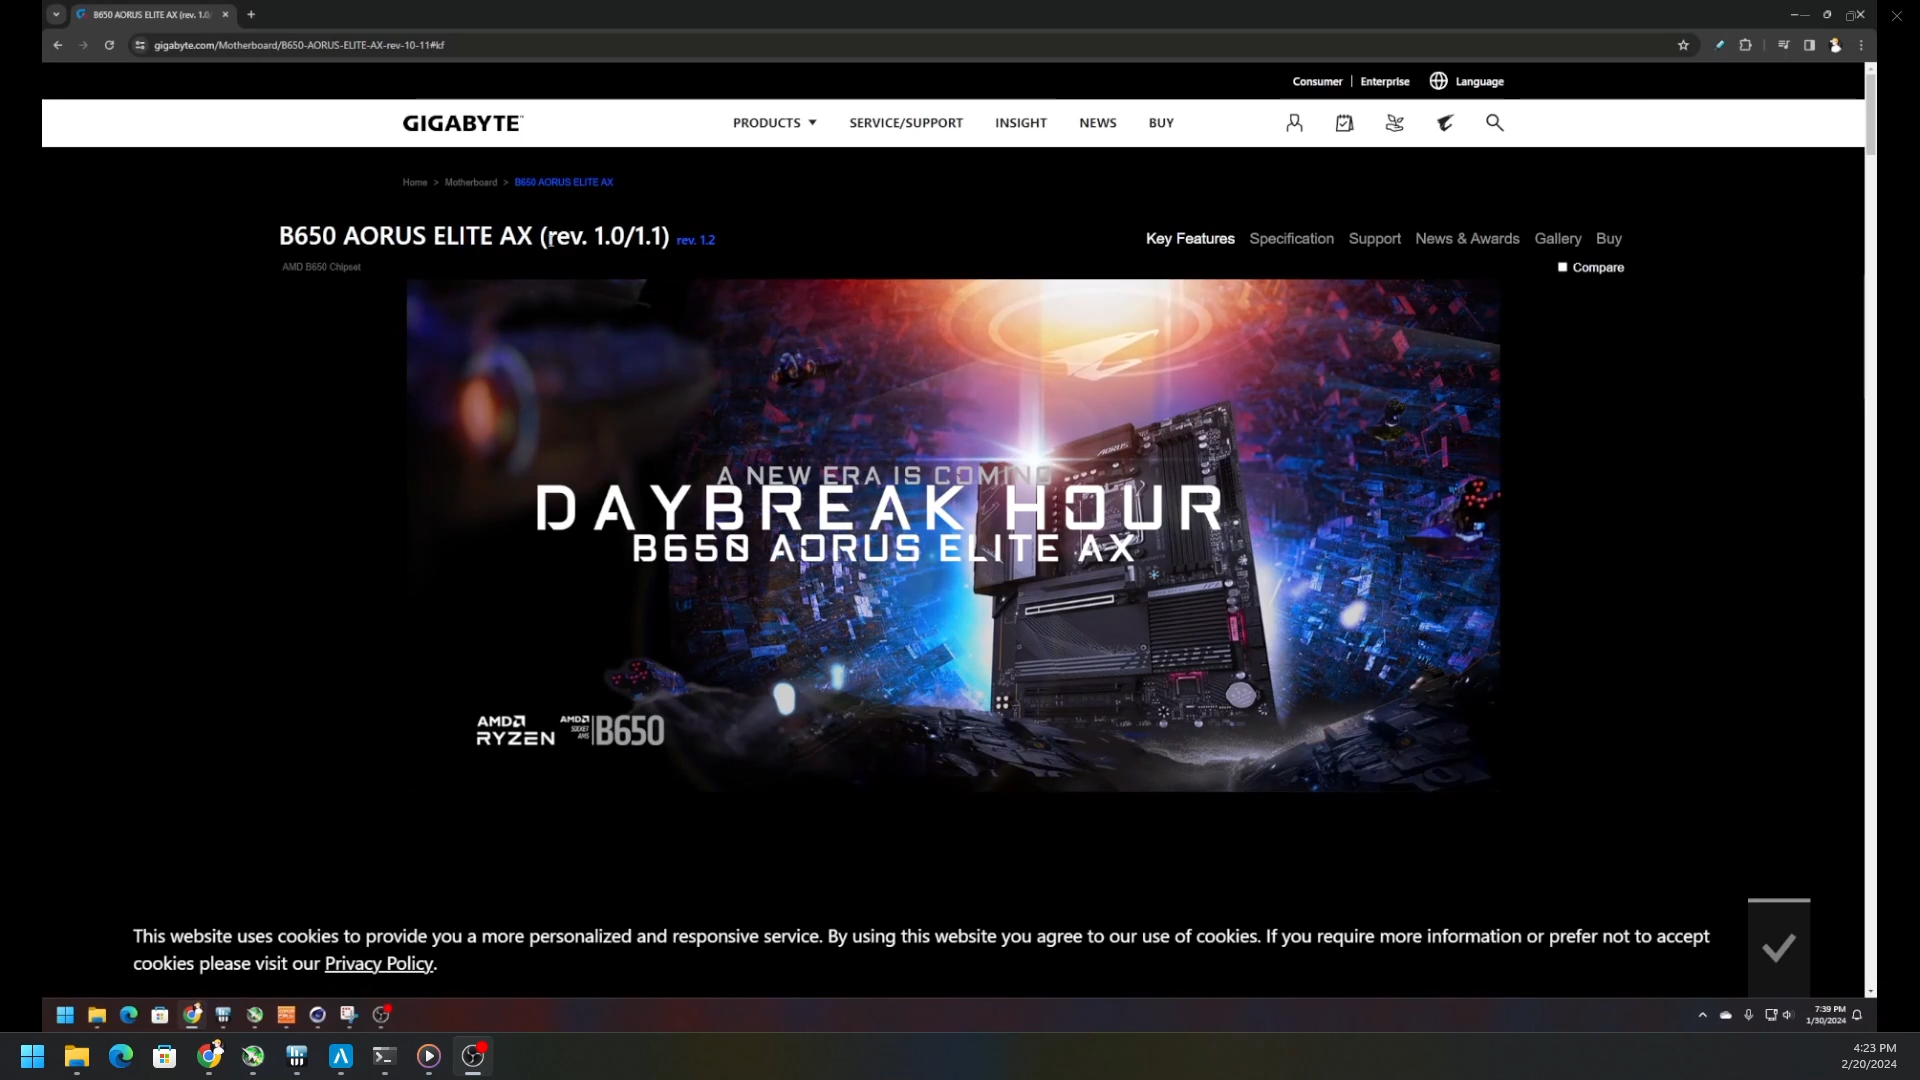 B650 AORUS ELITE AX (rev. 1.0/
gigabyte.com/Motherboard/B650-AORUS-ELITE-AX-rev-10-11#kf
Consumer | Enterprise Language
GIGABYTE™ PRODUCTS SERVICE/SUPPORT INSIGHT NEWS BUY
Home > Motherboard > B650 AORUS ELITE AX
B650 AORUS ELITE AX (rev. 1.0/1.1) rev. 1.2
Key Features Specification Support News & Awards Gallery Buy
AMD B650 Chipset
Compare
AORUS
A NEW ERA IS COMING
DAYBREAK HOUR
B650 AORUS ELITE AX
AMD RYZEN
AMD SOCKET AM5 B650
This website uses cookies to provide you a more personalized and responsive service. By using this website you agree to our use of cookies. If you require more information or prefer not to accept
cookies please visit our Privacy Policy.
7:39 PM
1/30/2024
4:23 PM
2/20/2024